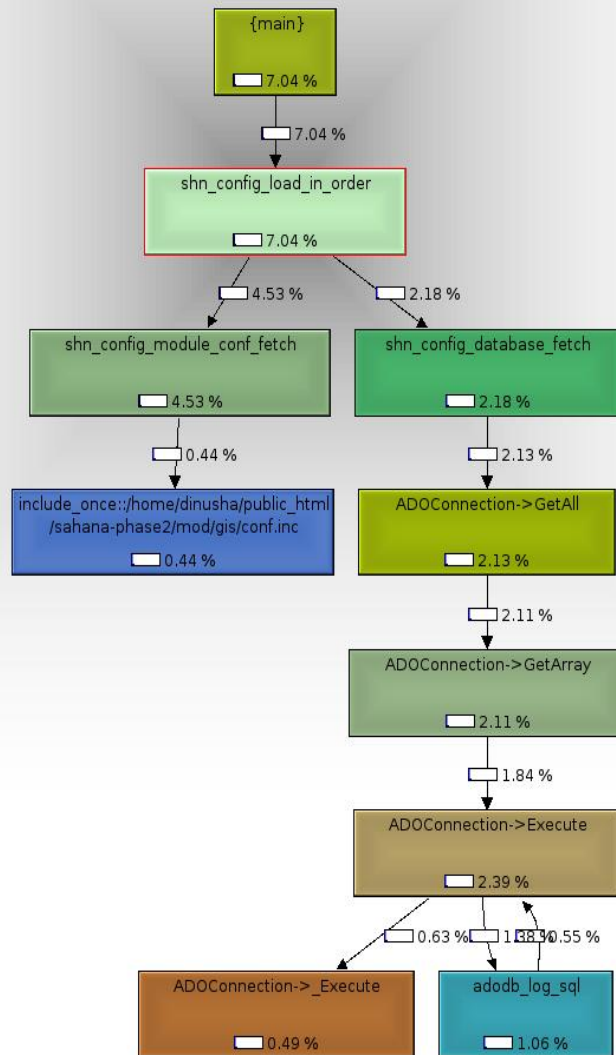 {main}
7.04 %
7.04 %
shn_config_load_in_order
7.04 %
4.53 %
2.18 %
shn_config_module_conf_fetch
4.53 %
shn_config_database_fetch
2.18 %
0.44 %
2.13 %
include_once::/home/dinusha/public_html
/sahana-phase2/mod/gis/conf.inc
0.44 %
ADOConnection->GetAll
2.13 %
2.11 %
ADOConnection->GetArray
2.11 %
1.84 %
ADOConnection->Execute
2.39 %
0.63 %
1.38 %
0.55 %
ADOConnection->_Execute
0.49 %
adodb_log_sql
1.06 %